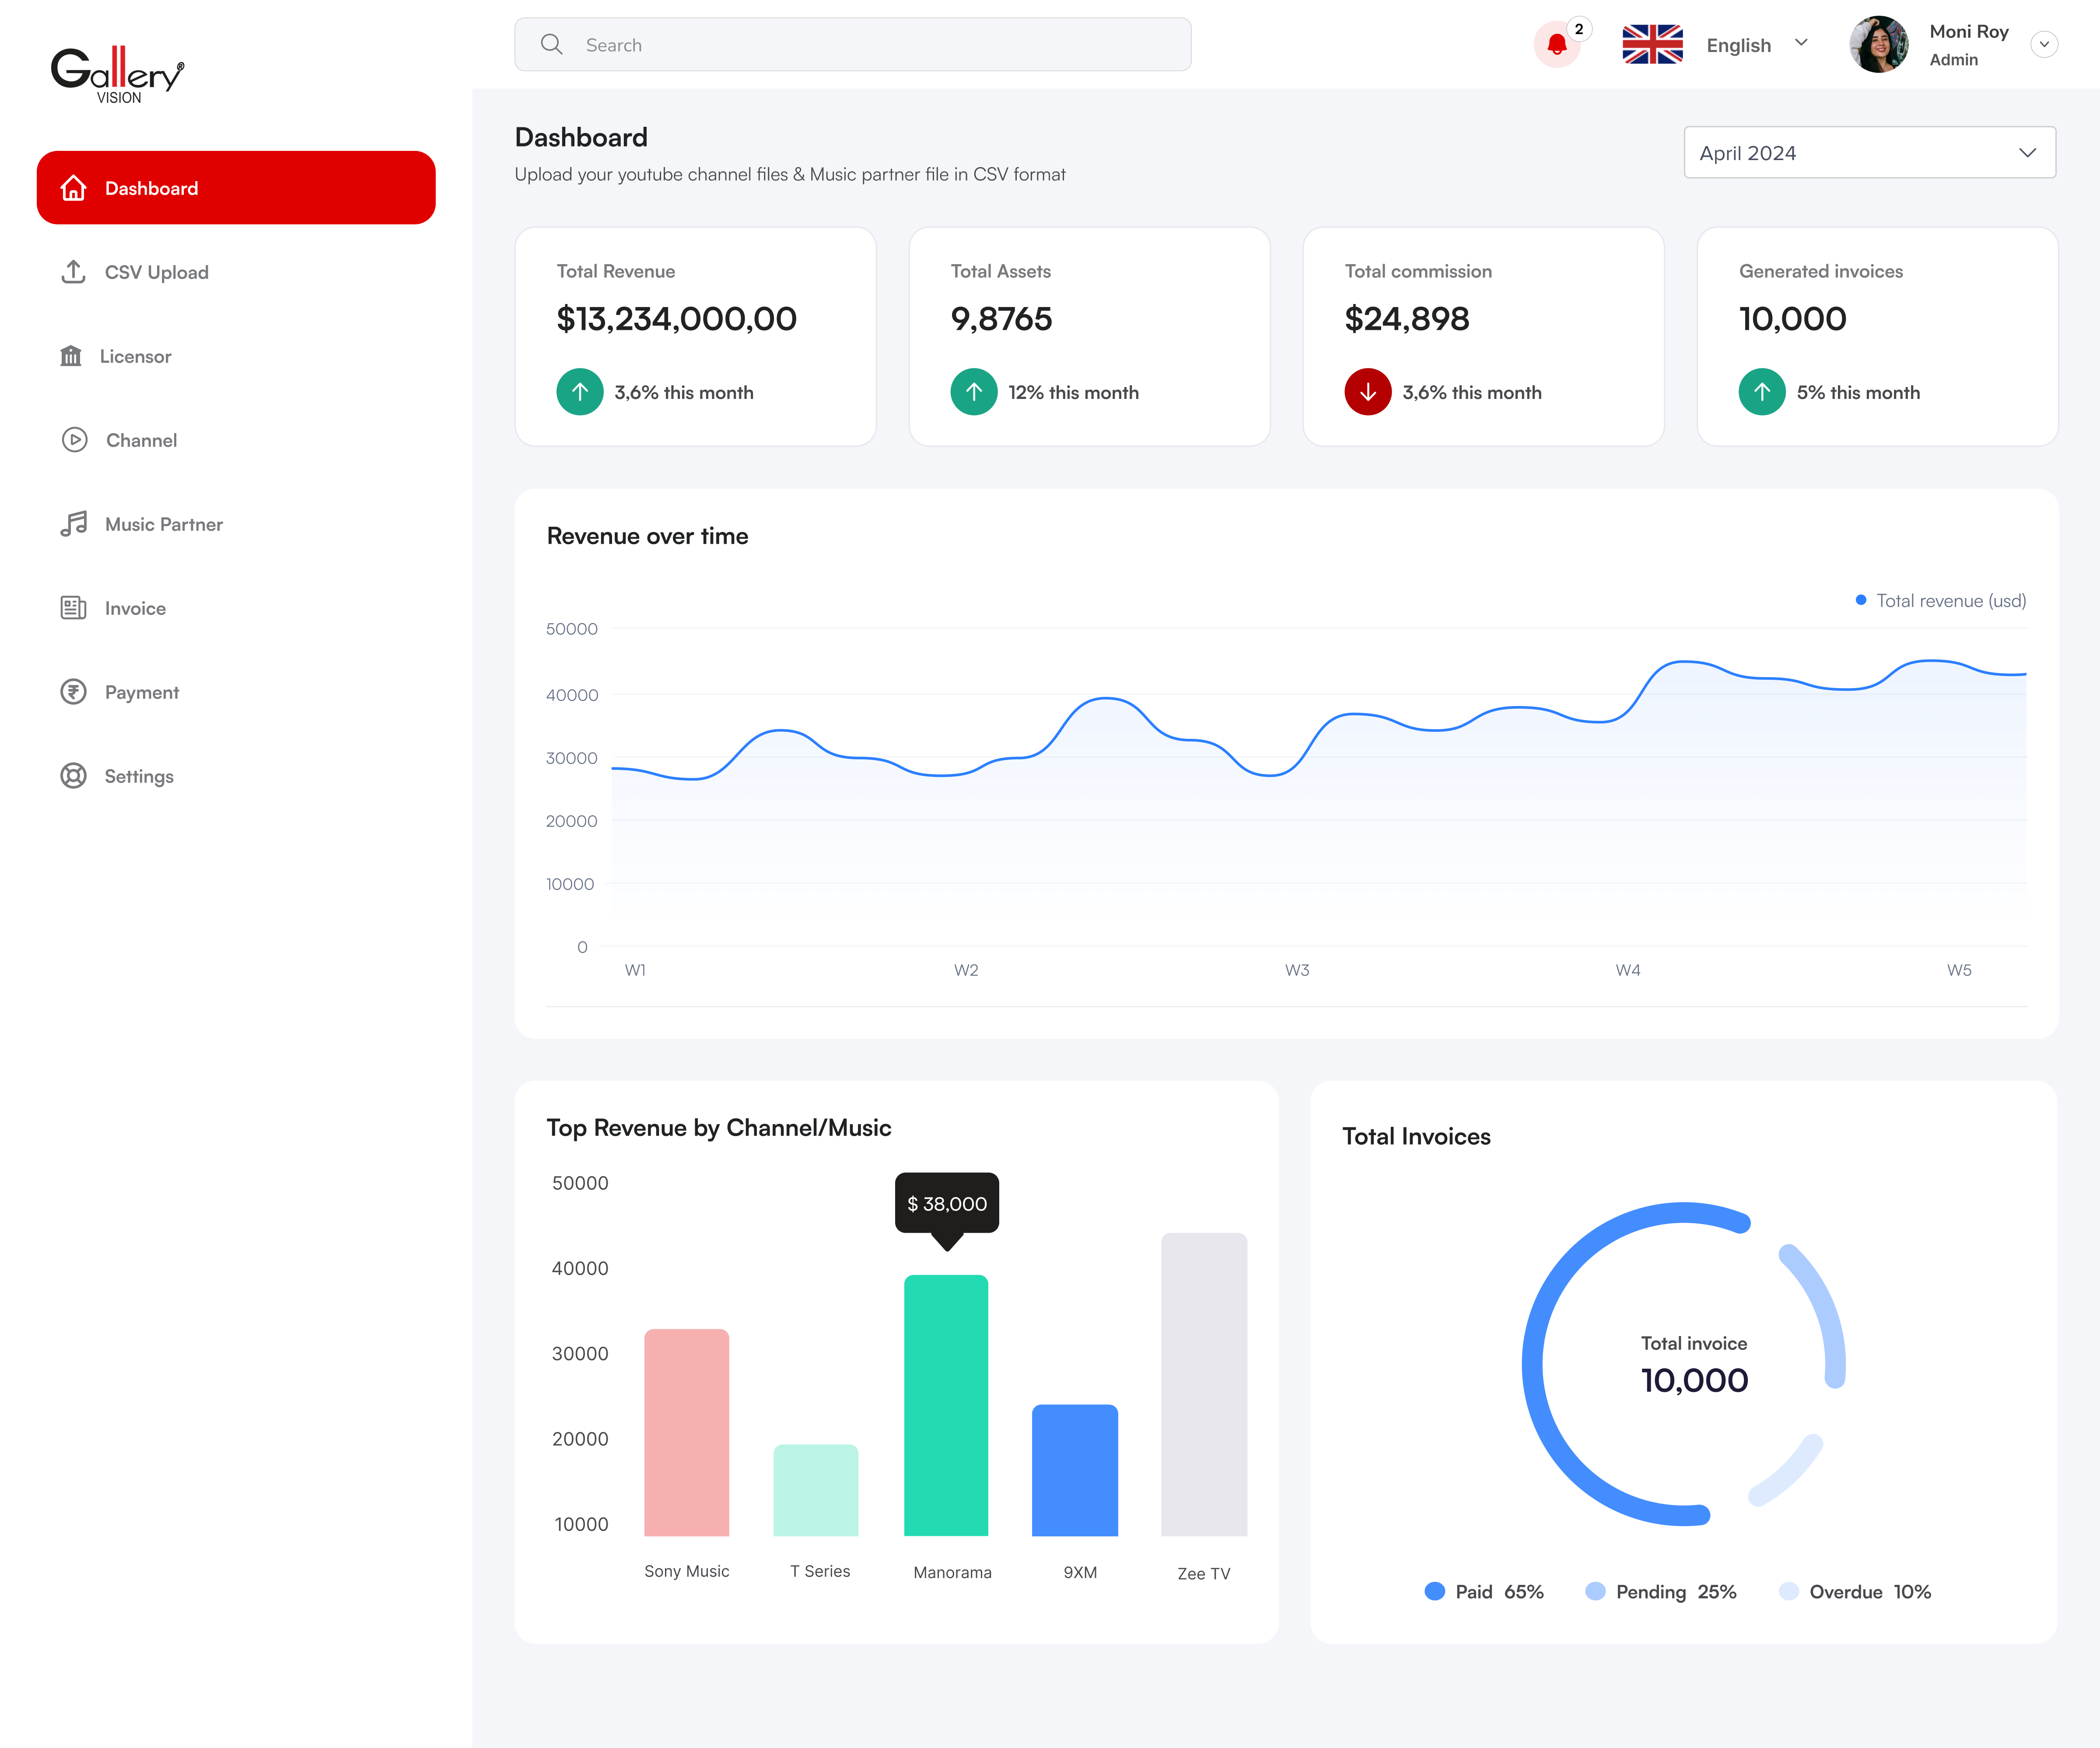 Gallery®
VISION
Search
2
English
Moni Roy
Admin
Dashboard
CSV Upload
Licensor
Channel
Music Partner
Invoice
Payment
Settings
Dashboard
Upload your youtube channel files & Music partner file in CSV format
April 2024
Total Revenue
$13,234,000,00
3,6% this month
Total Assets
9,8765
12% this month
Total commission
$24,898
3,6% this month
Generated invoices
10,000
5% this month
Revenue over time
Total revenue (usd)
50000
40000
30000
20000
10000
0
W1 W2 W3 W4 W5
Top Revenue by Channel/Music
50000
40000
30000
20000
10000
$ 38,000
Sony Music T Series Manorama 9XM Zee TV
Total Invoices
Total invoice
10,000
Paid 65% Pending 25% Overdue 10%